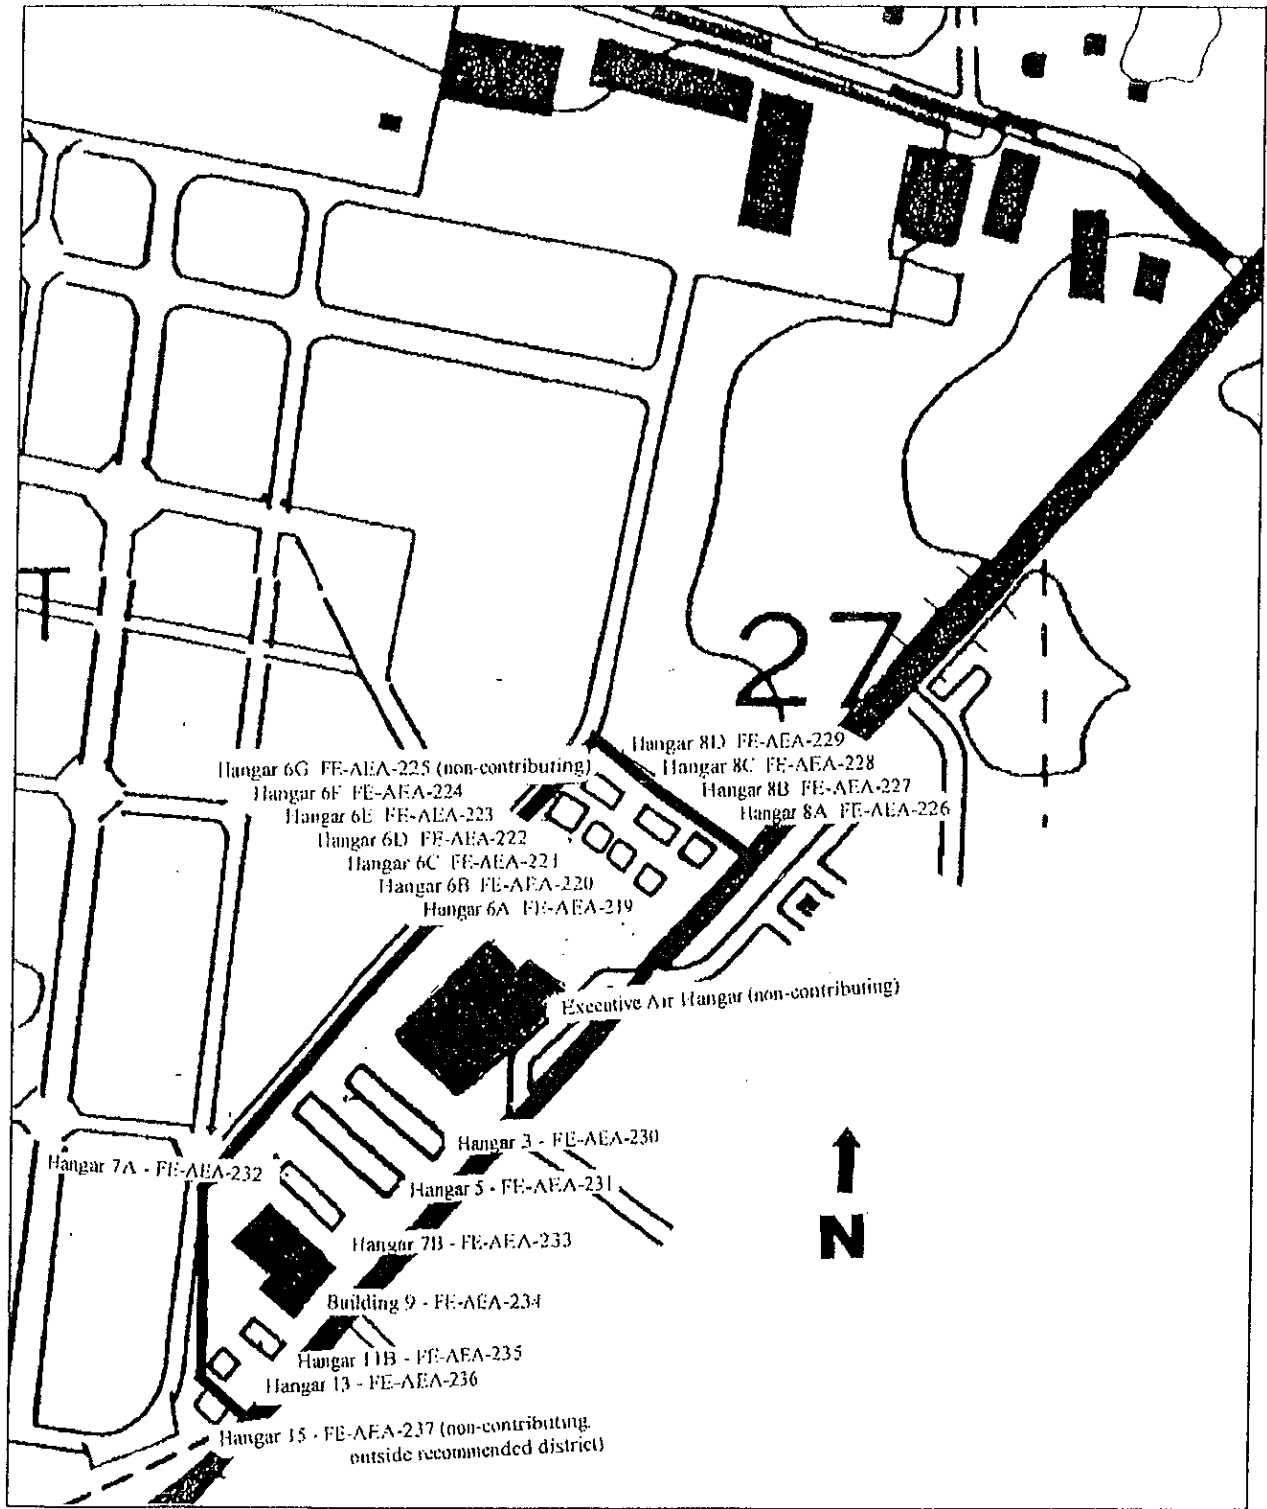 27
Hangar 8D FE-AEA-229
Hangar 8C FE-AEA-228
Hangar 8B FE-AEA-227
Hangar 8A FE-AEA-226
Hangar 6G FE-AEA-225 (non-contributing)
Hangar 6F FE-AEA-224
Hangar 6E FE-AEA-223
Hangar 6D FE-AEA-222
Hangar 6C FE-AEA-221
Hangar 6B FE-AEA-220
Hangar 6A FE-AEA-219
Executive Air Hangar (non-contributing)
Hangar 3 - FE-AEA-230
Hangar 7A - FE-AEA-232
Hangar 5 - FE-AEA-231
Hangar 7B - FE-AEA-233
Building 9 - FE-AEA-234
Hangar 11B - FE-AEA-235
Hangar 13 - FE-AEA-236
Hangar 15 - FE-AEA-237 (non-contributing,
outside recommended district)
N